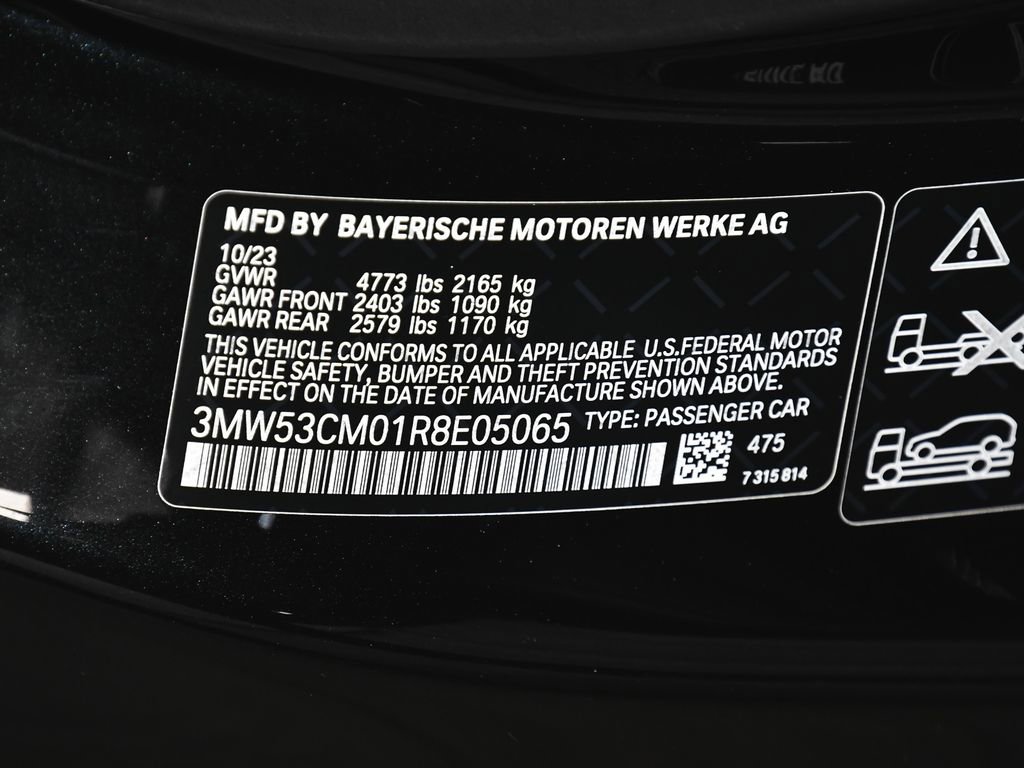 MFD BY BAYERISCHE MOTOREN WERKE AG
10/23
GVWR 4773 lbs 2165 kg
GAWR FRONT 2403 lbs 1090 kg
GAWR REAR 2579 lbs 1170 kg
THIS VEHICLE CONFORMS TO ALL APPLICABLE U.S.FEDERAL MOTOR
VEHICLE SAFETY, BUMPER AND THEFT PREVENTION STANDARDS
IN EFFECT ON THE DATE OF MANUFACTURE SHOWN ABOVE.
3MW53CM01R8E05065 TYPE: PASSENGER CAR
475
7 315 814